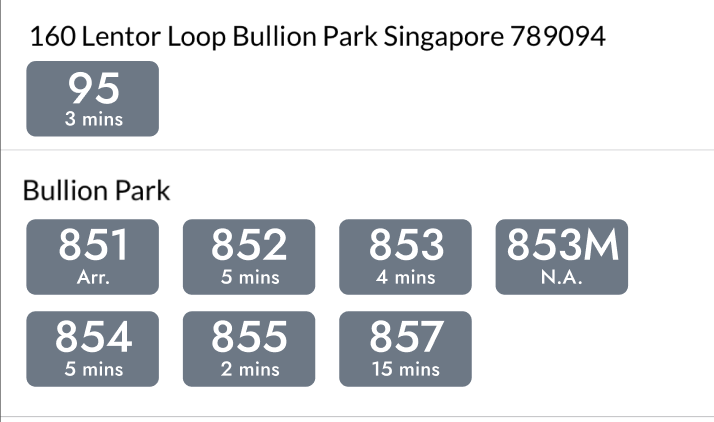 160 Lentor Loop Bullion Park Singapore 789094
95
3 mins
Bullion Park
851 852 853 853M
Arr. 5 mins 4 mins N.A.
854 855 857
5 mins 2 mins 15 mins